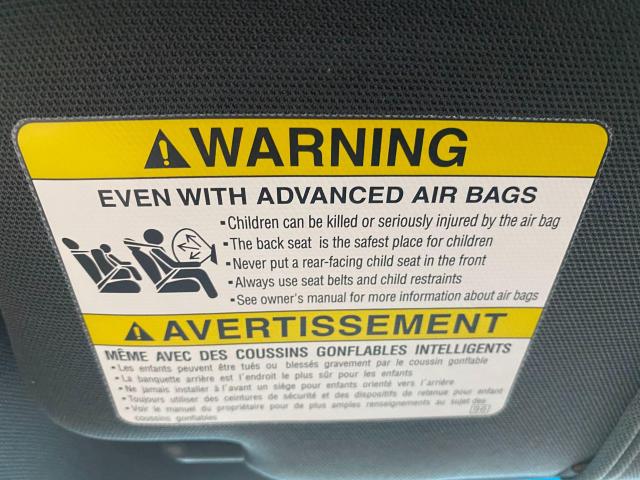 WARNING
EVEN WITH ADVANCED AIR BAGS
▪Children can be killed or seriously injured by the air bag
▪The back seat is the safest place for children
▪Never put a rear-facing child seat in the front
▪Always use seat belts and child restraints
▪See owner's manual for more information about air bags
AVERTISSEMENT
MÊME AVEC DES COUSSINS GONFLABLES INTELLIGENTS
▪Les enfants peuvent être tués ou blessés gravement par le coussin gonflable
▪La banquette arrière est l'endroit le plus sûr pour les enfants
▪Ne jamais installer à l'avant un siège pour enfants orienté vers l'arrière
▪Toujours utiliser des ceintures de sécurité et des dispositifs de retenue pour enfant
▪Voir le manuel du propriétaire pour de plus amples renseignements au sujet des
coussins gonflables